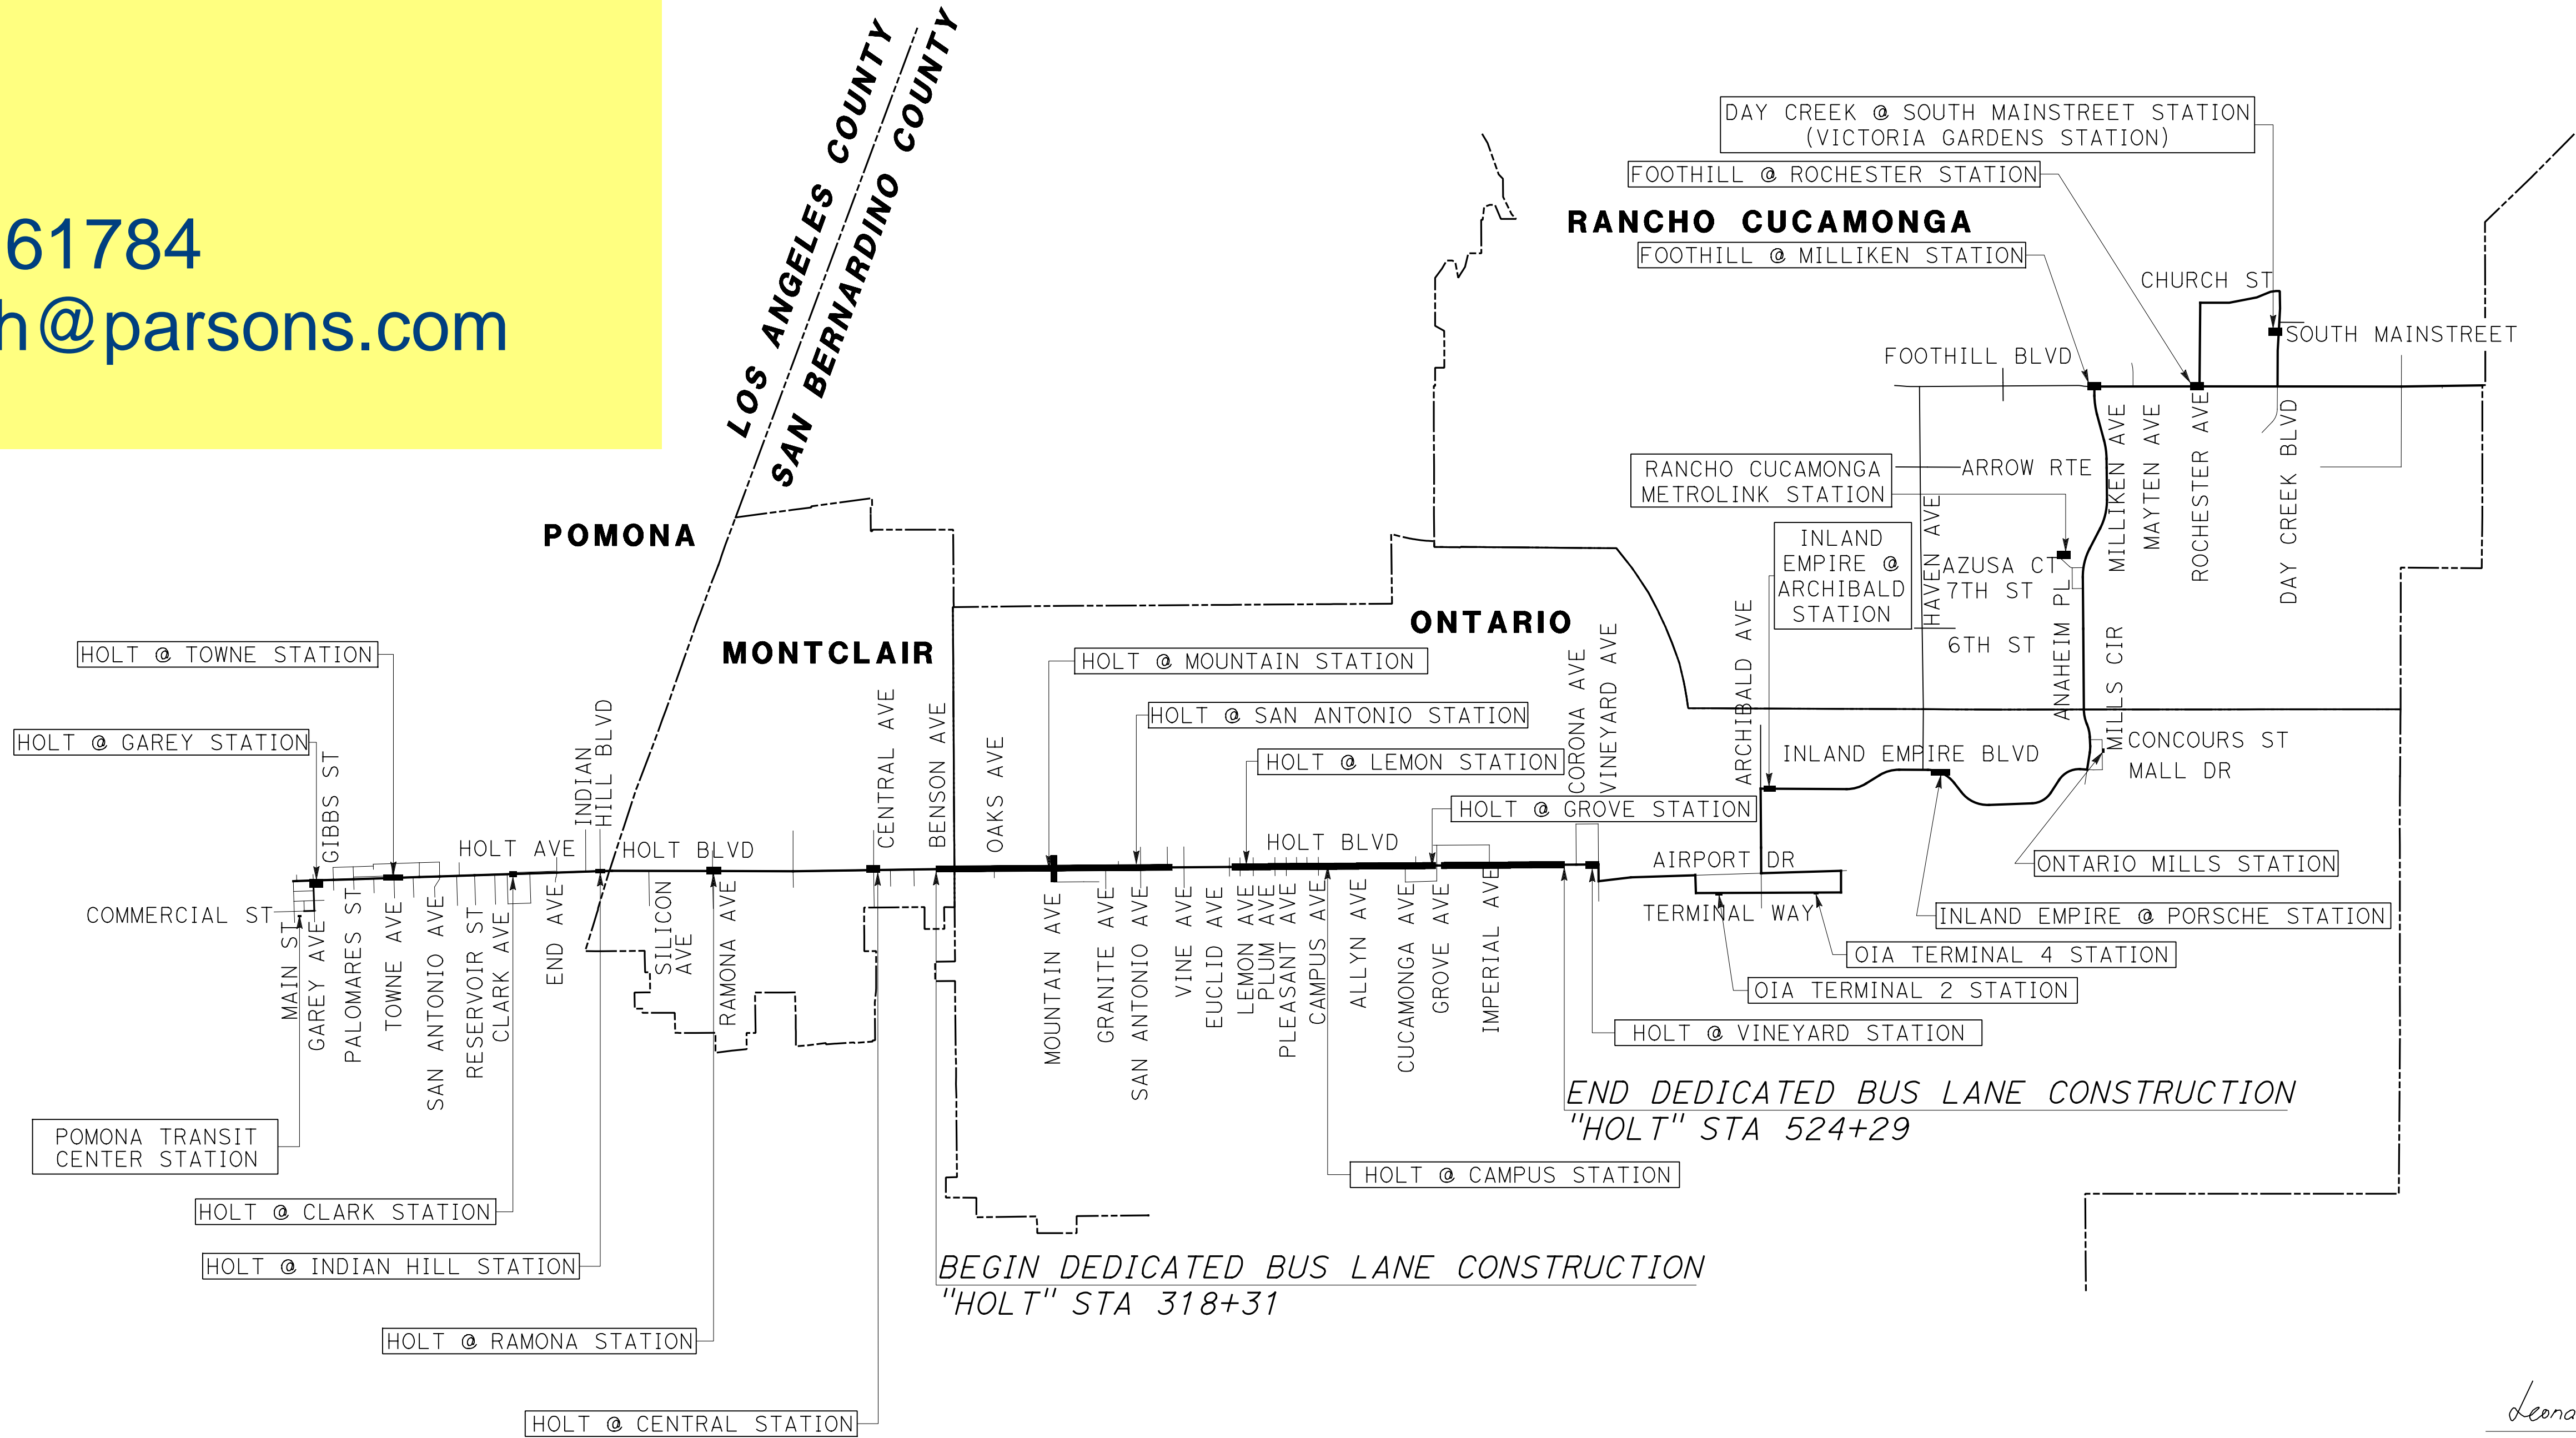 61784
h@parsons.com
LOS ANGELES COUNTY
SAN BERNARDINO COUNTY
DAY CREEK @ SOUTH MAINSTREET STATION
(VICTORIA GARDENS STATION)
FOOTHILL @ ROCHESTER STATION
RANCHO CUCAMONGA
FOOTHILL @ MILLIKEN STATION
CHURCH ST
SOUTH MAINSTREET
FOOTHILL BLVD
RANCHO CUCAMONGA
METROLINK STATION
ARROW RTE
HAVEN AVE
MILLIKEN AVE
MAYTEN AVE
ROCHESTER AVE
DAY CREEK BLVD
POMONA
INLAND
EMPIRE @
ARCHIBALD
STATION
AZUSA CT
7TH ST
6TH ST
ANAHEIM PL
MILLS CIR
MONTCLAIR
ONTARIO
HOLT @ TOWNE STATION
HOLT @ MOUNTAIN STATION
HOLT @ SAN ANTONIO STATION
HOLT @ GAREY STATION
HOLT @ LEMON STATION
HOLT @ GROVE STATION
GIBBS ST
INDIAN
HILL BLVD
CENTRAL AVE
BENSON AVE
OAKS AVE
CORONA AVE
VINEYARD AVE
ARCHIBALD AVE
INLAND EMPIRE BLVD
CONCOURS ST
MALL DR
HOLT AVE
HOLT BLVD
HOLT BLVD
AIRPORT DR
ONTARIO MILLS STATION
COMMERCIAL ST
TERMINAL WAY
INLAND EMPIRE @ PORSCHE STATION
OIA TERMINAL 4 STATION
OIA TERMINAL 2 STATION
HOLT @ VINEYARD STATION
MAIN ST
GAREY AVE
PALOMARES ST
TOWNE AVE
SAN ANTONIO AVE
RESERVOIR ST
CLARK AVE
END AVE
SILICON
AVE
RAMONA AVE
MOUNTAIN AVE
GRANITE AVE
SAN ANTONIO AVE
VINE AVE
EUCLID AVE
LEMON AVE
PLUM AVE
PLEASANT AVE
CAMPUS AVE
ALLYN AVE
CUCAMONGA AVE
GROVE AVE
IMPERIAL AVE
END DEDICATED BUS LANE CONSTRUCTION
"HOLT" STA 524+29
POMONA TRANSIT
CENTER STATION
HOLT @ CAMPUS STATION
HOLT @ CLARK STATION
HOLT @ INDIAN HILL STATION
BEGIN DEDICATED BUS LANE CONSTRUCTION
"HOLT" STA 318+31
HOLT @ RAMONA STATION
HOLT @ CENTRAL STATION
Leona